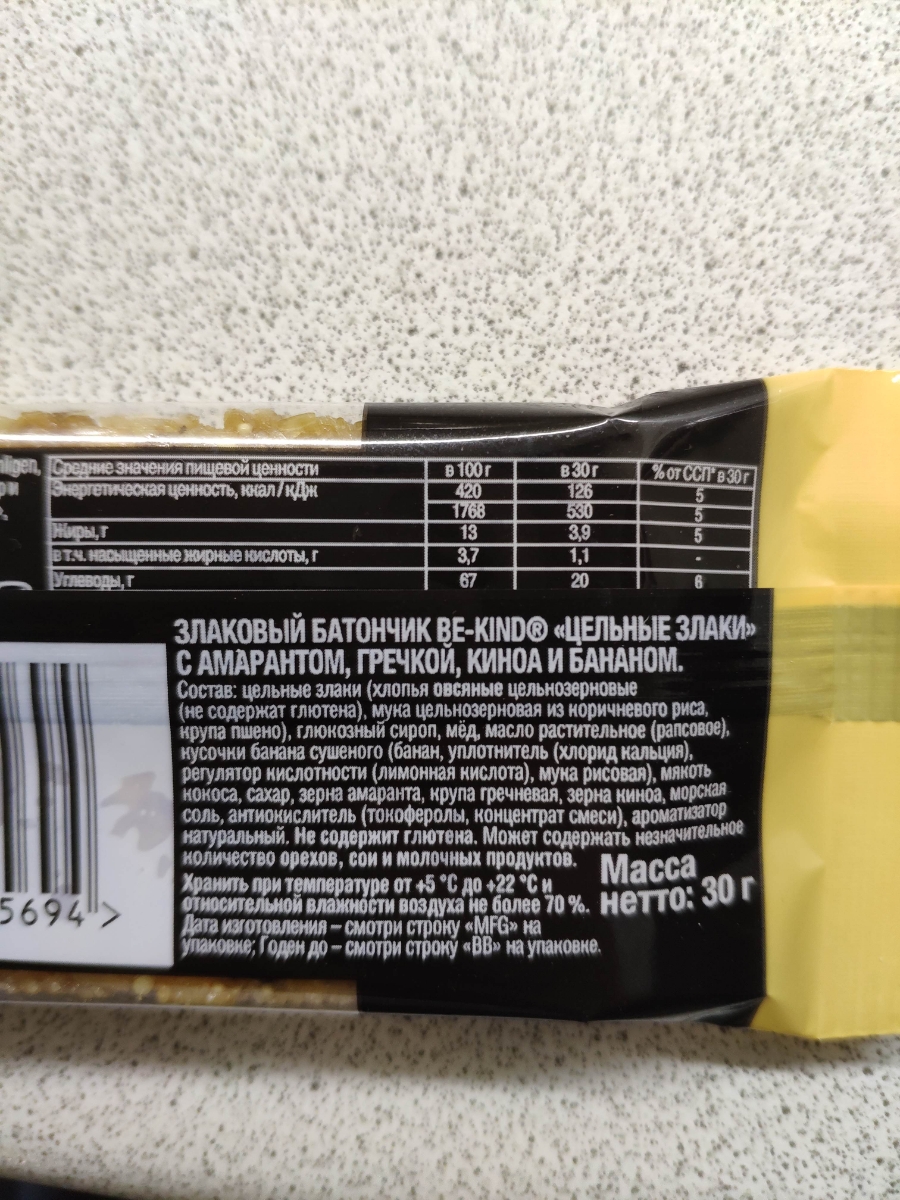 Средние значения пищевой ценности в 100 г в 30 г % от ССП* в 30 г
Энергетическая ценность, ккал / кДж 420 126 5
1768 530 5
Жиры, г 13 3,9 5
в т.ч. насыщенные жирные кислоты, г 3,7 1,1 -
Углеводы, г 67 20 6
ЗЛАКОВЫЙ БАТОНЧИК BE-KIND® «ЦЕЛЬНЫЕ ЗЛАКИ»
С АМАРАНТОМ, ГРЕЧКОЙ, КИНОА И БАНАНОМ.
Состав: цельные злаки (хлопья овсяные цельнозерновые
(не содержат глютена), мука цельнозерновая из коричневого риса,
крупа пшено), глюкозный сироп, мёд, масло растительное (рапсовое),
кусочки банана сушеного (банан, уплотнитель (хлорид кальция),
регулятор кислотности (лимонная кислота), мука рисовая), мякоть
кокоса, сахар, зерна амаранта, крупа гречневая, зерна киноа, морская
соль, антиокислитель (токоферолы, концентрат смеси), ароматизатор
натуральный. Не содержит глютена. Может содержать незначительное
количество орехов, сои и молочных продуктов.
Масса
нетто: 30 г
Хранить при температуре от +5 °C до +22 °C и
относительной влажности воздуха не более 70 %.
Дата изготовления – смотри строку «MFG» на
упаковке; Годен до – смотри строку «BB» на упаковке.
5694 >